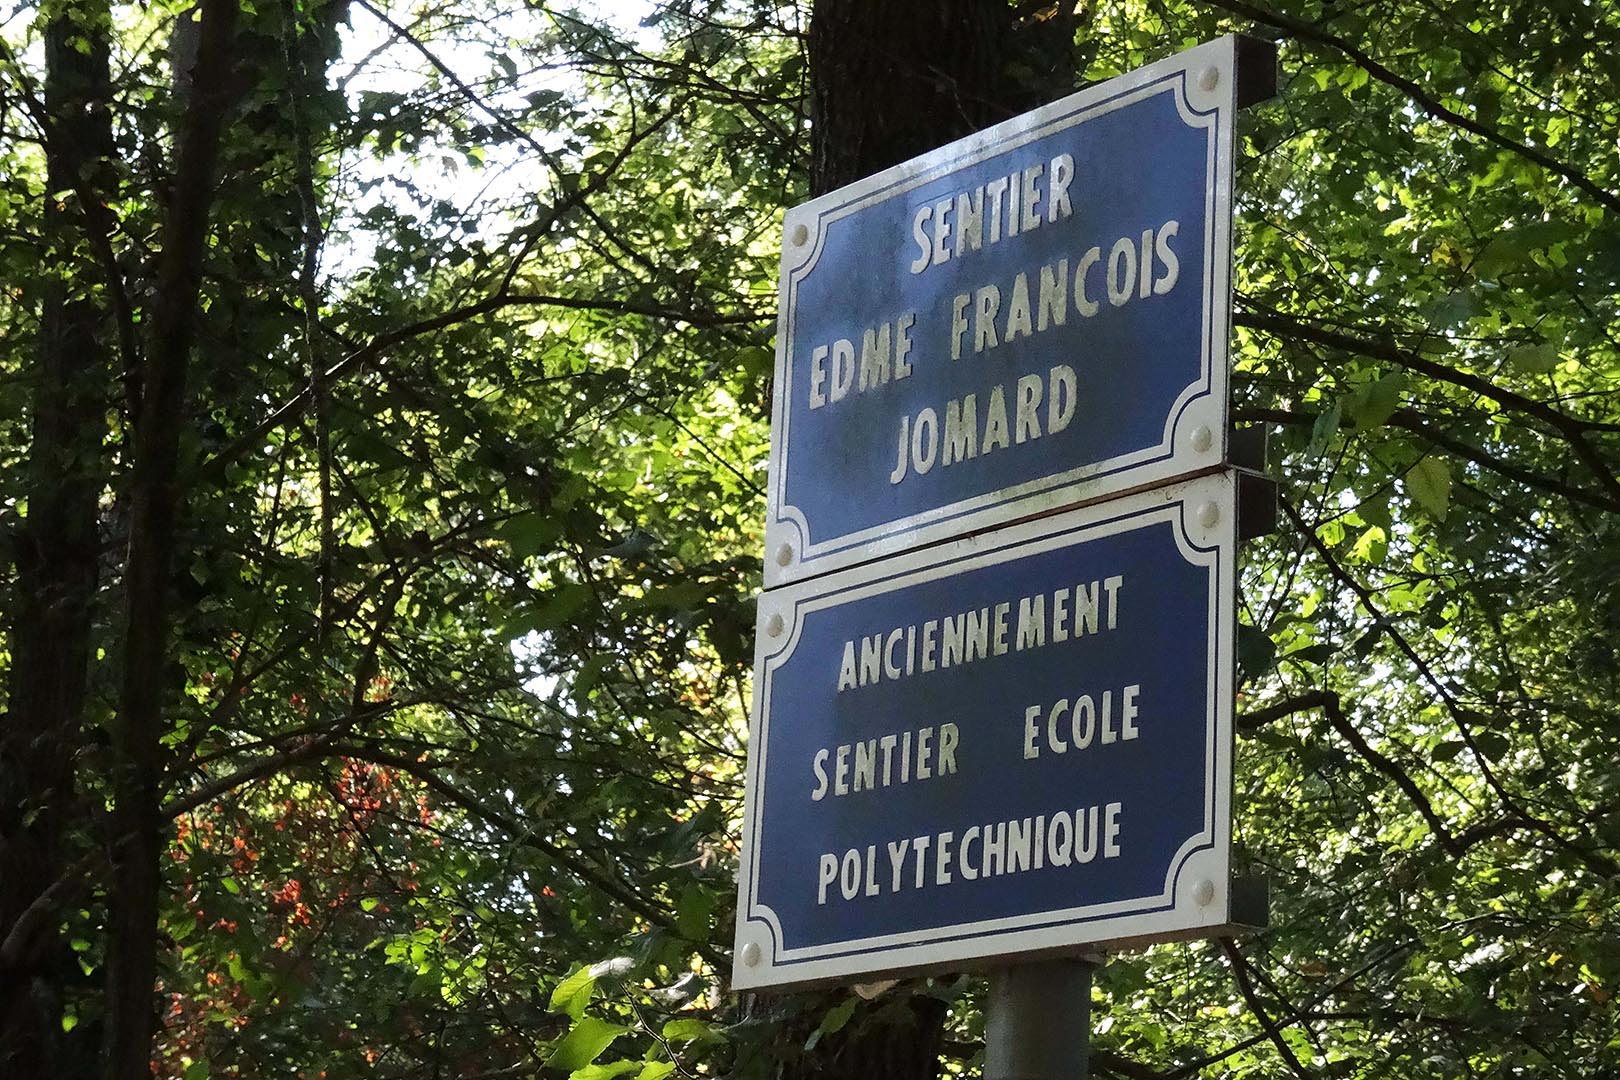 SENTIER
EDME FRANCOIS
JOMARD
ANCIENNEMENT
SENTIER ECOLE
POLYTECHNIQUE